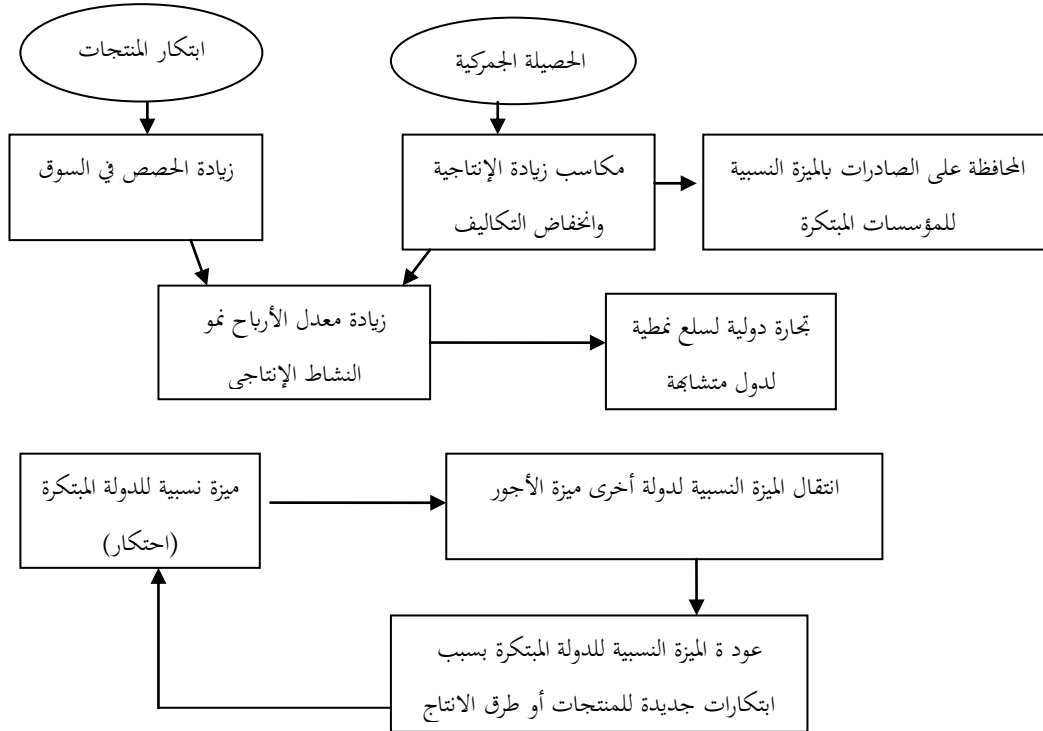 ابتكار المنتجات
الحصيلة الجمركية
زيادة الحصص في السوق
مكاسب زيادة الإنتاجية
وانخفاض التكاليف
المحافظة على الصادرات بالميزة النسبية
للمؤسسات المبتكرة
زيادة معدل الأرباح نمو
النشاط الإنتاجي
تجارة دولية لسلع نمطية
لدول متشابهة
ميزة نسبية للدولة المبتكرة
(احتكار)
انتقال الميزة النسبية لدولة أخرى ميزة الأجور
عود ة الميزة النسبية للدولة المبتكرة بسبب
ابتكارات جديدة للمنتجات أو طرق الانتاج